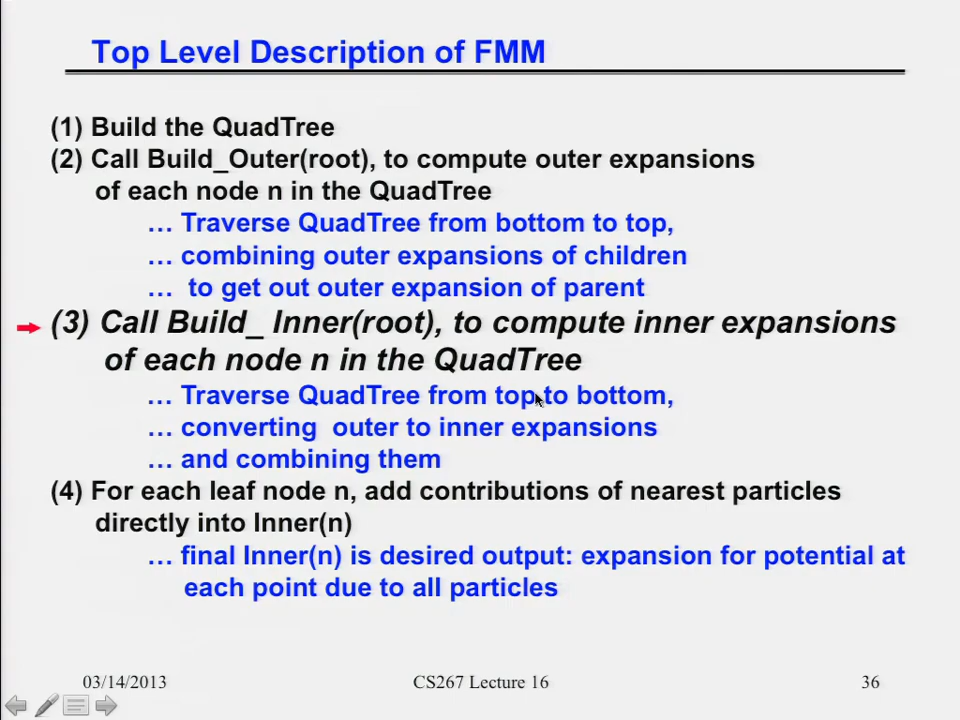 Top Level Description of FMM
(1) Build the QuadTree
(2) Call Build_Outer(root), to compute outer expansions
of each node n in the QuadTree
… Traverse QuadTree from bottom to top,
… combining outer expansions of children
… to get out outer expansion of parent
(3) Call Build_ Inner(root), to compute inner expansions
of each node n in the QuadTree
… Traverse QuadTree from top to bottom,
… converting outer to inner expansions
… and combining them
(4) For each leaf node n, add contributions of nearest particles
directly into Inner(n)
… final Inner(n) is desired output: expansion for potential at
each point due to all particles
03/14/2013
CS267 Lecture 16
36